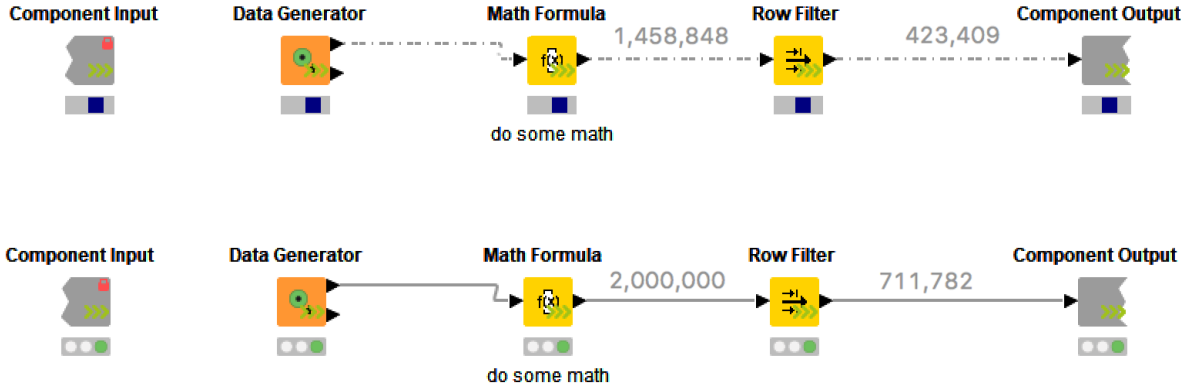 Component Input Data Generator Math Formula Row Filter Component Output
1,458,848 423,409
f(x)
do some math
Component Input Data Generator Math Formula Row Filter Component Output
2,000,000 711,782
f(x)
do some math